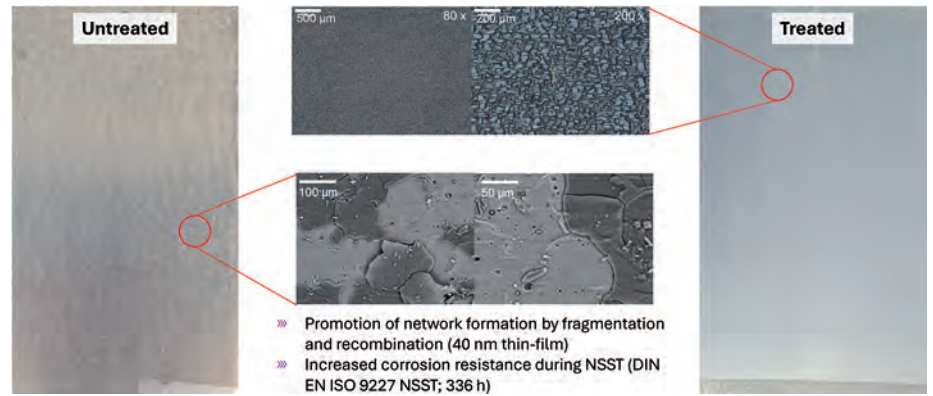 Untreated
500 µm
80 x
200 µm
200 x
Treated
100 µm
50 µm
»» Promotion of network formation by fragmentation
and recombination (40 nm thin-film)
»» Increased corrosion resistance during NSST (DIN
EN ISO 9227 NSST; 336 h)